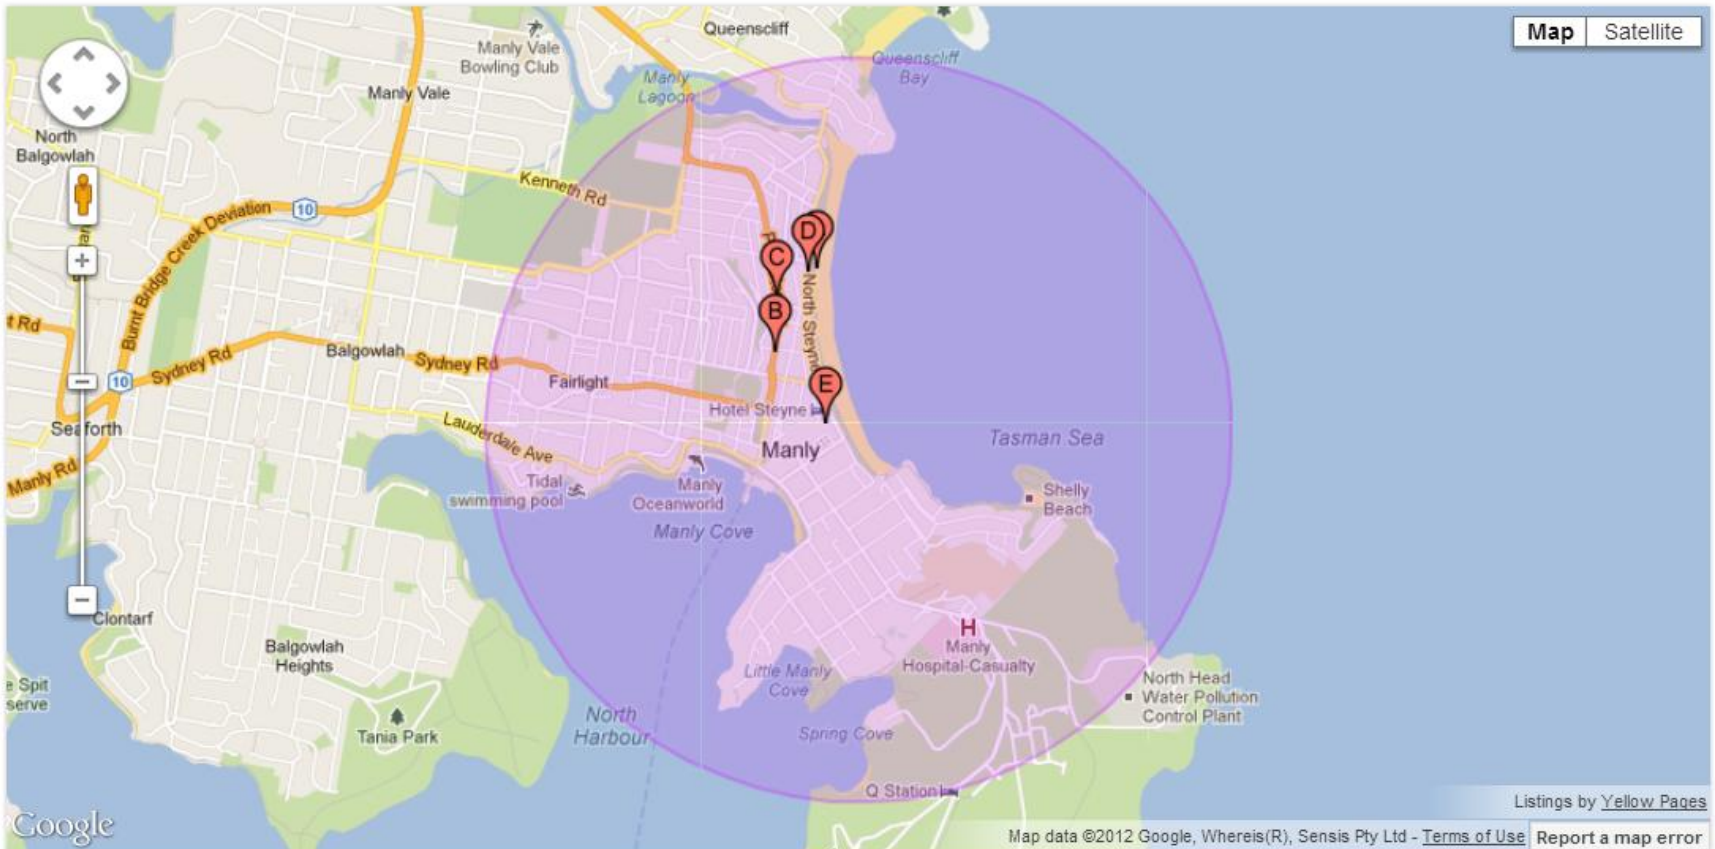 Queenscliff
Map
Satellite
Manly Vale
Bowling Club
Queenscliff
Bay
Manly
Lagoon
Manly Vale
North
Balgowlah
Kenneth Rd
10
Burnt Bridge Creek Deviation
D
C
B
North Steyne
t Rd
Balgowlah
Sydney Rd
Sydney Rd
10
Fairlight
E
Hotel Steyne
Seaforth
Lauderdale Ave
Tasman Sea
Manly
Manly Rd
Tidal
swimming pool
Manly
Oceanworld
Shelly
Beach
Manly Cove
Clontarf
H
Manly
Hospital-Casualty
Balgowlah
Heights
Little Manly
Cove
e Spit
serve
North Head
Water Pollution
Control Plant
North
Harbour
Tania Park
Spring Cove
Q Station
Listings by Yellow Pages
Google
Map data ©2012 Google, Whereis(R), Sensis Pty Ltd - Terms of Use
Report a map error